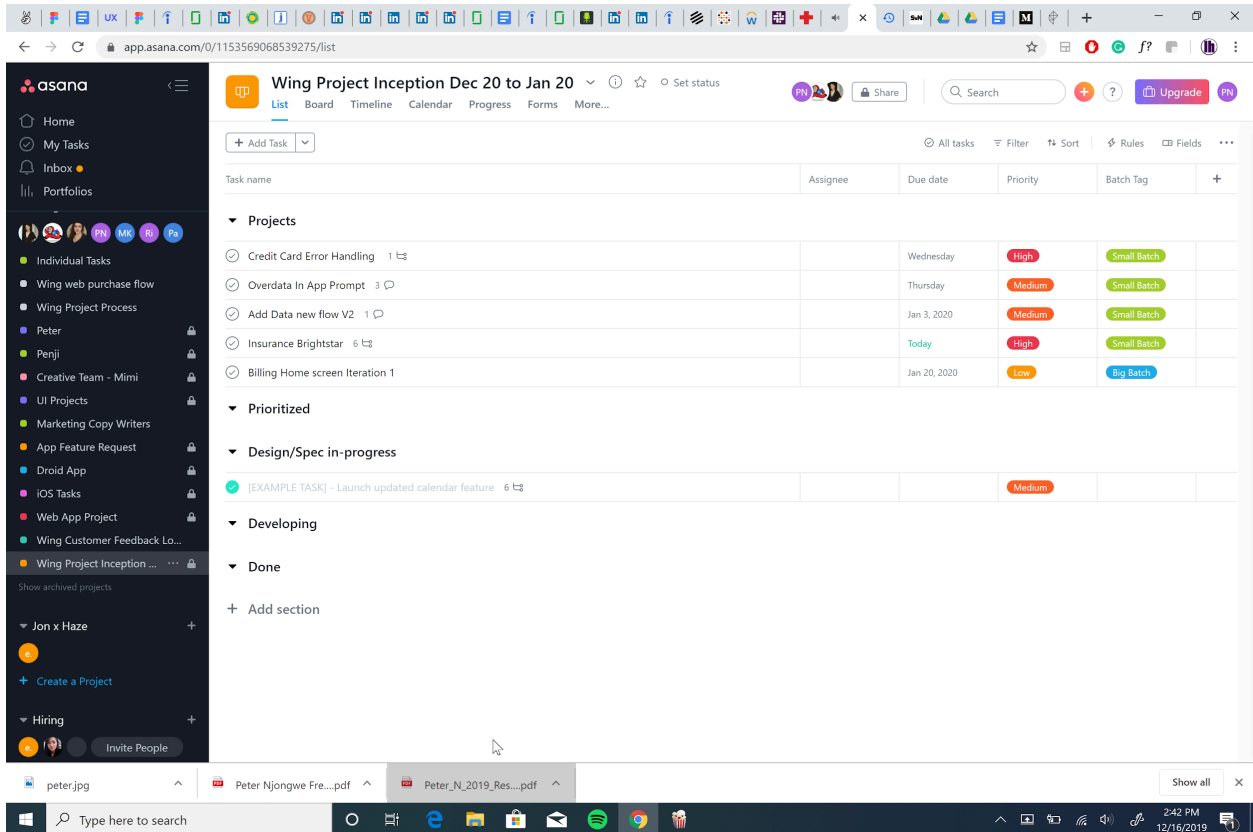 UX
app.asana.com/0/1153569068539275/list
f?
asana
Home
My Tasks
Inbox
Portfolios
PN MK Ri Pa
Individual Tasks
Wing web purchase flow
Wing Project Process
Peter
Penji
Creative Team - Mimi
UI Projects
Marketing Copy Writers
App Feature Request
Droid App
iOS Tasks
Web App Project
Wing Customer Feedback Lo...
Wing Project Inception ...
Show archived projects
Jon x Haze
e.
Create a Project
Hiring
e. Invite People
Wing Project Inception Dec 20 to Jan 20 Set status
List Board Timeline Calendar Progress Forms More...
PN Share Search ? Upgrade PN
+ Add Task All tasks Filter Sort Rules Fields
Task name Assignee Due date Priority Batch Tag +
Projects
Credit Card Error Handling 1 Wednesday High Small Batch
Overdata In App Prompt 3 Thursday Medium Small Batch
Add Data new flow V2 1 Jan 3, 2020 Medium Small Batch
Insurance Brightstar 6 Today High Small Batch
Billing Home screen Iteration 1 Jan 20, 2020 Low Big Batch
Prioritized
Design/Spec in-progress
[EXAMPLE TASK] - Launch updated calendar feature 6 Medium
Developing
Done
+ Add section
peter.jpg Peter Njongwe Fre....pdf Peter_N_2019_Res....pdf Show all
Type here to search
2:42 PM
12/16/2019